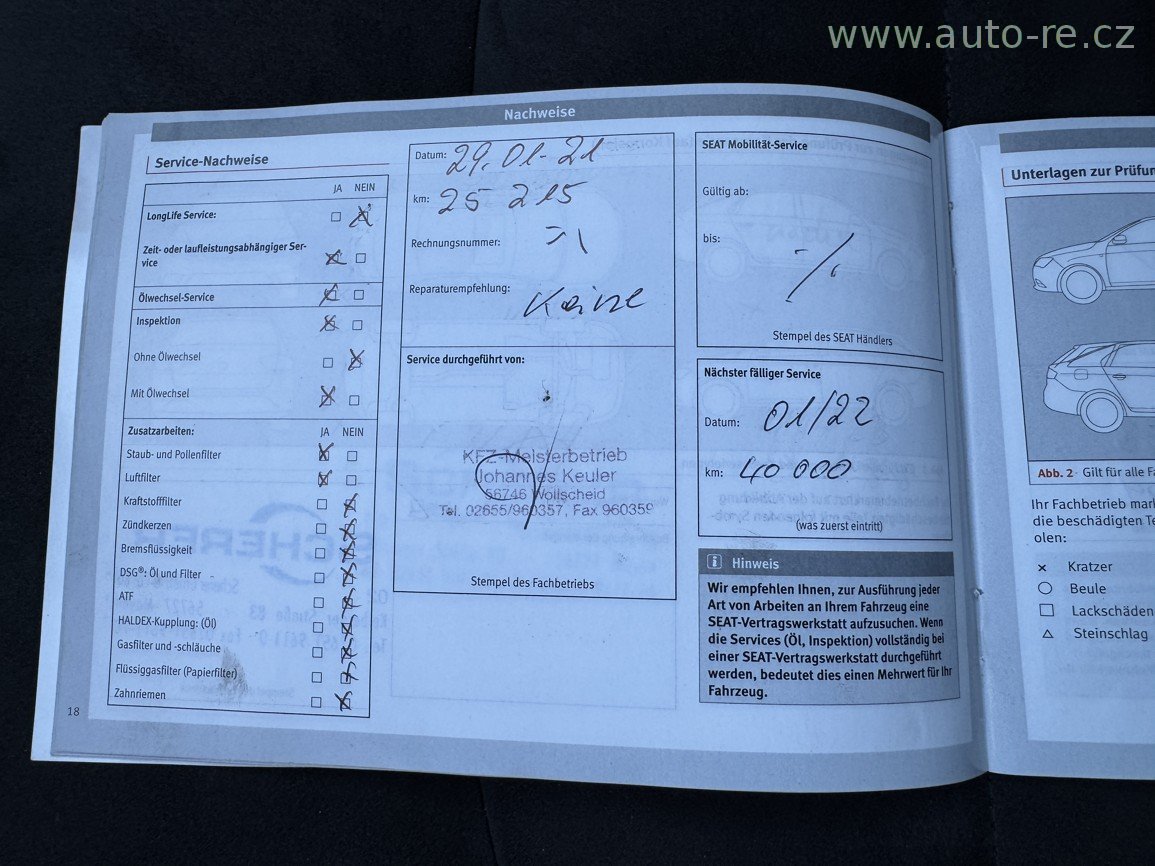 www.auto-re.cz
Nachweise
Service-Nachweise
JA NEIN
LongLife Service:
Zeit- oder laufleistungsabhängiger Ser-
vice
Ölwechsel-Service
Inspektion
Ohne Ölwechsel
Mit Ölwechsel
Zusatzarbeiten: JA NEIN
Staub- und Pollenfilter
Luftfilter
Kraftstofffilter
Zündkerzen
Bremsflüssigkeit
DSG®: Öl und Filter
ATF
HALDEX-Kupplung: (Öl)
Gasfilter und -schläuche
Flüssiggasfilter (Papierfilter)
Zahnriemen
18
Datum: 29.01.21
km: 25 215
Rechnungsnummer:
Reparaturempfehlung: Keine
Service durchgeführt von:
KFZ-Meisterbetrieb
Johannes Keuler
56746 Wollscheid
Tel. 02655/960357, Fax 960359
Stempel des Fachbetriebs
SEAT Mobilität-Service
Gültig ab:
bis:
Stempel des SEAT Händlers
Nächster fälliger Service
Datum: 01/22
km: 40 000
(was zuerst eintritt)
i Hinweis
Wir empfehlen Ihnen, zur Ausführung jeder
Art von Arbeiten an Ihrem Fahrzeug eine
SEAT-Vertragswerkstatt aufzusuchen. Wenn
die Services (Öl, Inspektion) vollständig bei
einer SEAT-Vertragswerkstatt durchgeführt
werden, bedeutet dies einen Mehrwert für Ihr
Fahrzeug.
Unterlagen zur Prüfun
Abb. 2 Gilt für alle Fa
Ihr Fachbetrieb mark
die beschädigten Te
olen:
Kratzer
Beule
Lackschäden
Steinschlag